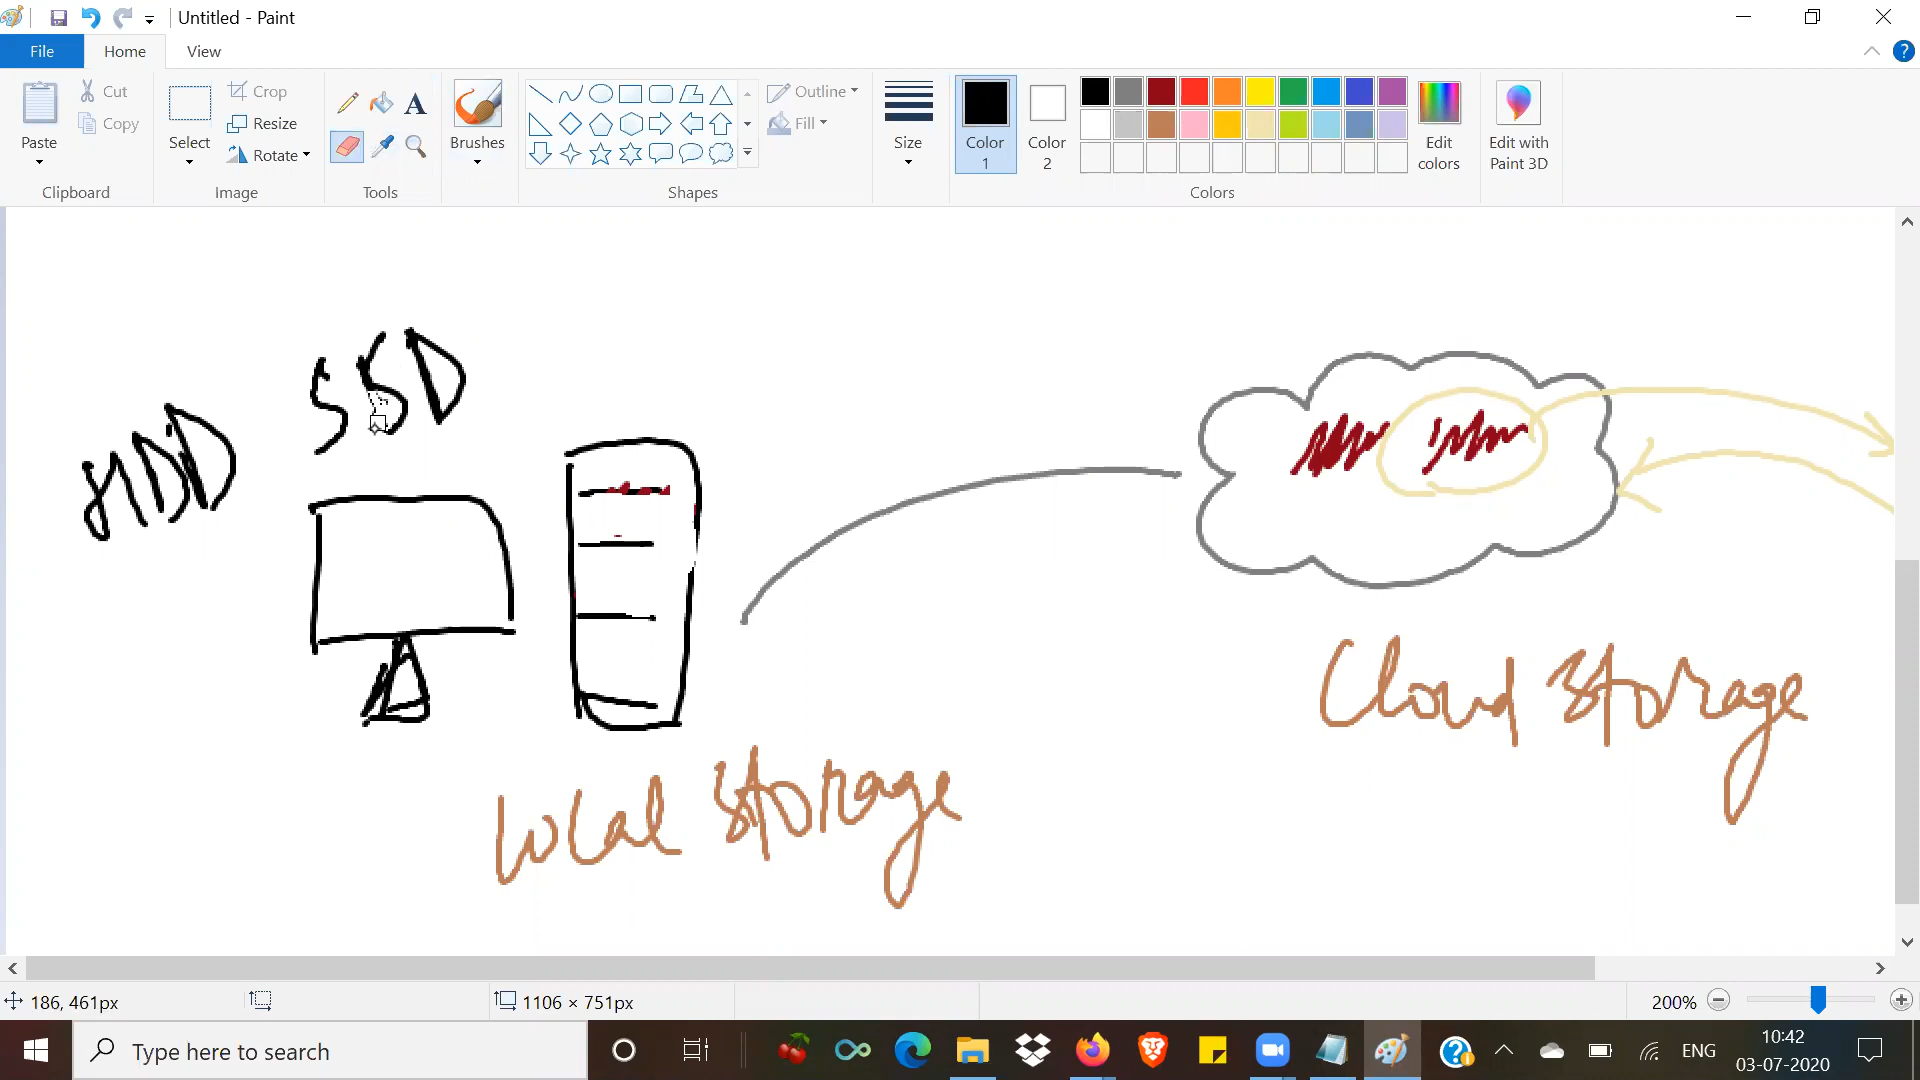 Untitled - Paint
File Home View
Paste
Cut
Copy
Clipboard
Select
Crop
Resize
Rotate
Image
A
Tools
Brushes
Shapes
Outline
Fill
Size
Color 1
Color 2
Colors
Edit colors
Edit with Paint 3D
?
SSD
HDD
Cloud Storage
Local Storage
186, 461px
1106 × 751px
200%
Type here to search
ENG
10:42
03-07-2020